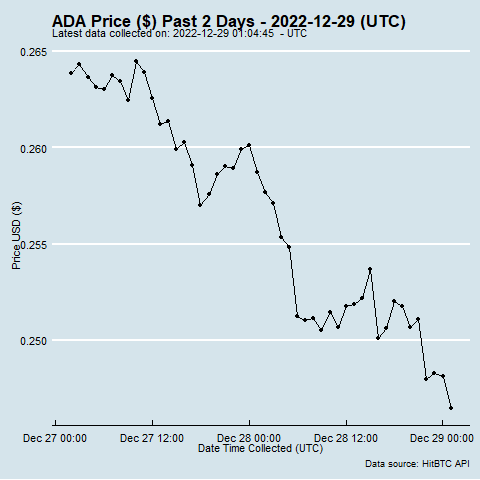 ADA Price ($) Past 2 Days - 2022-12-29 (UTC)
Latest data collected on: 2022-12-29 01:04:45 - UTC
0.265
0.260
0.255
0.250
Price USD ($)
Dec 27 00:00 Dec 27 12:00 Dec 28 00:00 Dec 28 12:00 Dec 29 00:00
Date Time Collected (UTC)
Data source: HitBTC API